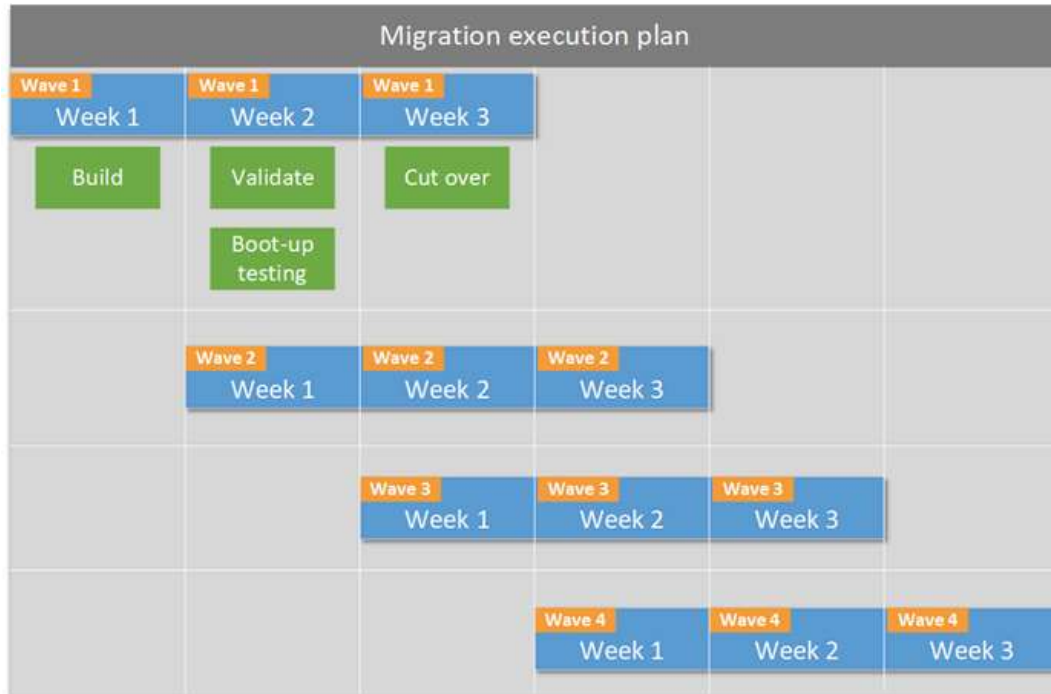 Migration execution plan
Wave 1
Week 1
Wave 1
Week 2
Wave 1
Week 3
Build
Validate
Cut over
Boot-up
testing
Wave 2
Week 1
Wave 2
Week 2
Wave 2
Week 3
Wave 3
Week 1
Wave 3
Week 2
Wave 3
Week 3
Wave 4
Week 1
Wave 4
Week 2
Wave 4
Week 3